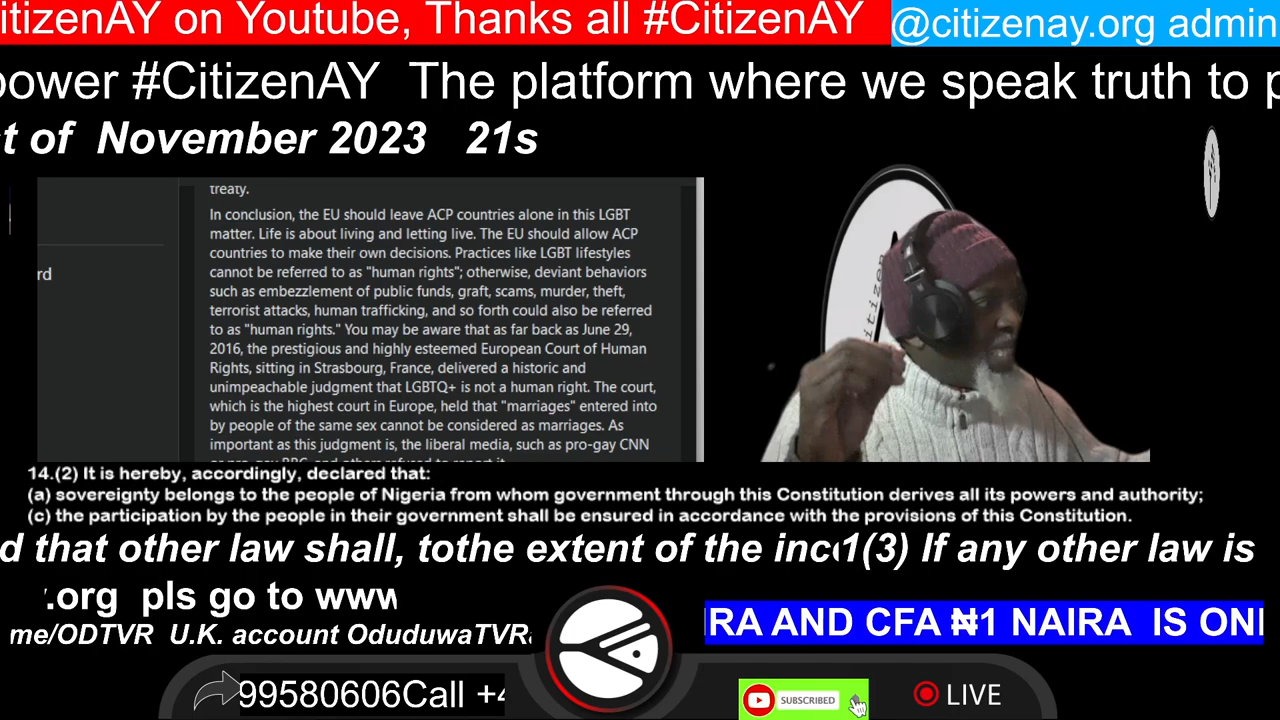 itizenAY on Youtube, Thanks all #CitizenAY
@citizenay.org admin
power #CitizenAY The platform where we speak truth to p
st of November 2023 21s
treaty.
In conclusion, the EU should leave ACP countries alone in this LGBT
matter. Life is about living and letting live. The EU should allow ACP
countries to make their own decisions. Practices like LGBT lifestyles
cannot be referred to as "human rights"; otherwise, deviant behaviors
such as embezzlement of public funds, graft, scams, murder, theft,
terrorist attacks, human trafficking, and so forth could also be referred
to as "human rights." You may be aware that as far back as June 29,
2016, the prestigious and highly esteemed European Court of Human
Rights, sitting in Strasbourg, France, delivered a historic and
unimpeachable judgment that LGBTQ+ is not a human right. The court,
which is the highest court in Europe, held that "marriages" entered into
by people of the same sex cannot be considered as marriages. As
important as this judgment is, the liberal media, such as pro-gay CNN
rd
14.(2) It is hereby, accordingly, declared that:
(a) sovereignty belongs to the people of Nigeria from whom government through this Constitution derives all its powers and authority;
(c) the participation by the people in their government shall be ensured in accordance with the provisions of this Constitution.
d that other law shall, tothe extent of the inc
1(3) If any other law is
.org pls go to www
me/ODTVR U.K. account OduduwaTVR
RA AND CFA ₦1 NAIRA IS ON
99580606Call +4
SUBSCRIBED
LIVE